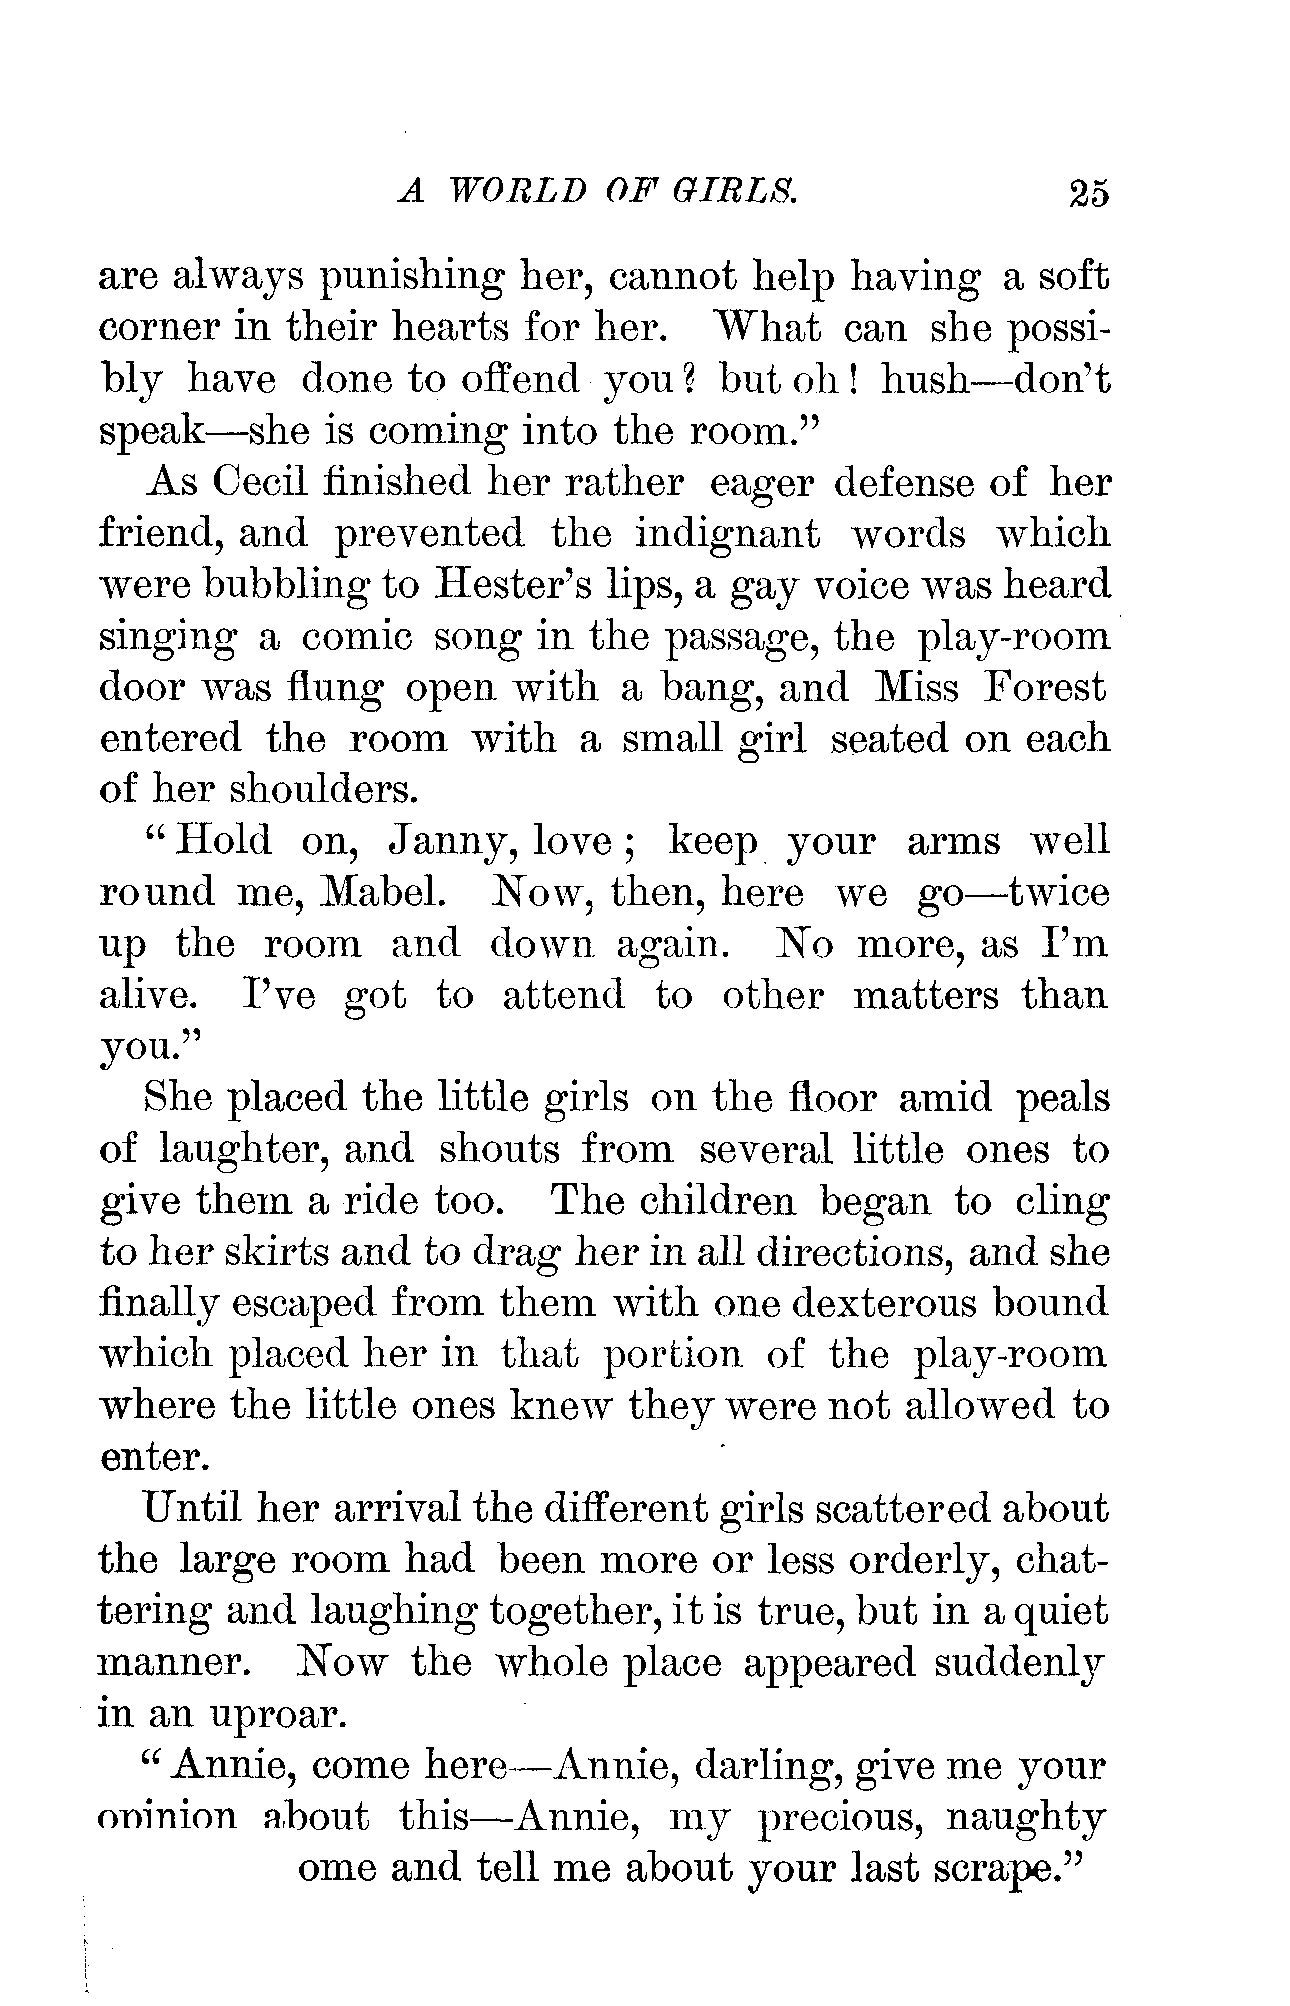 A WORLD OF GIRLS. 25
are always punishing her, cannot help having a soft
corner in their hearts for her. What can she possi-
bly have done to offend you? but oh! hush—don't
speak—she is coming into the room."
As Cecil finished her rather eager defense of her
friend, and prevented the indignant words which
were bubbling to Hester's lips, a gay voice was heard
singing a comic song in the passage, the play-room
door was flung open with a bang, and Miss Forest
entered the room with a small girl seated on each
of her shoulders.
"Hold on, Janny, love; keep your arms well
round me, Mabel. Now, then, here we go—twice
up the room and down again. No more, as I'm
alive. I've got to attend to other matters than
you."
She placed the little girls on the floor amid peals
of laughter, and shouts from several little ones to
give them a ride too. The children began to cling
to her skirts and to drag her in all directions, and she
finally escaped from them with one dexterous bound
which placed her in that portion of the play-room
where the little ones knew they were not allowed to
enter.
Until her arrival the different girls scattered about
the large room had been more or less orderly, chat-
tering and laughing together, it is true, but in a quiet
manner. Now the whole place appeared suddenly
in an uproar.
"Annie, come here—Annie, darling, give me your
opinion about this—Annie, my precious, naughty
ome and tell me about your last scrape."